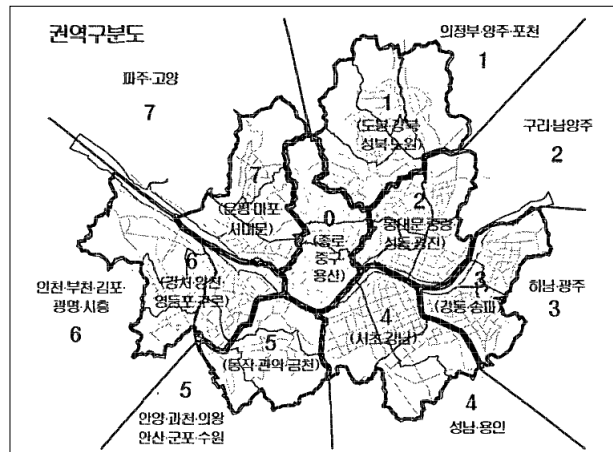 권역구분도
의정부·양주·포천
1
파주·고양
7
구리·남양주
2
1
(도봉·강북
성북·노원)
7
(은평·마포
서대문)
0
(종로
중구
용산)
2
동대문·중랑
성동·광진
인천·부천·김포·
광명·시흥
6
6
(강서·양천
영등포·구로)
3
(강동·송파)
하남·광주
3
4
(서초·강남)
5
(동작·관악·금천)
5
안양·과천·의왕
안산·군포·수원
4
성남·용인